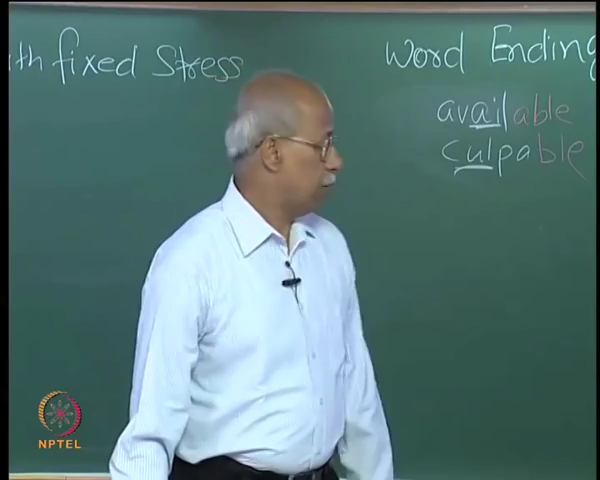 ith fixed Stress
Word Ending
available
culpable
NPTEL